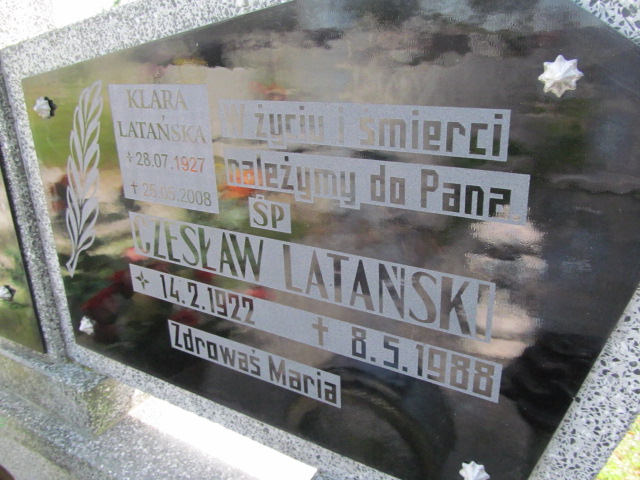 KLARA
LATAŃSKA
+ 28.07.1927
† 25.05.2008
W życiu i śmierci
należymy do Pana
ŚP
CZESŁAW LATAŃSKI
+ 14.2.1922 † 8.5.1988
Zdrowaś Maria